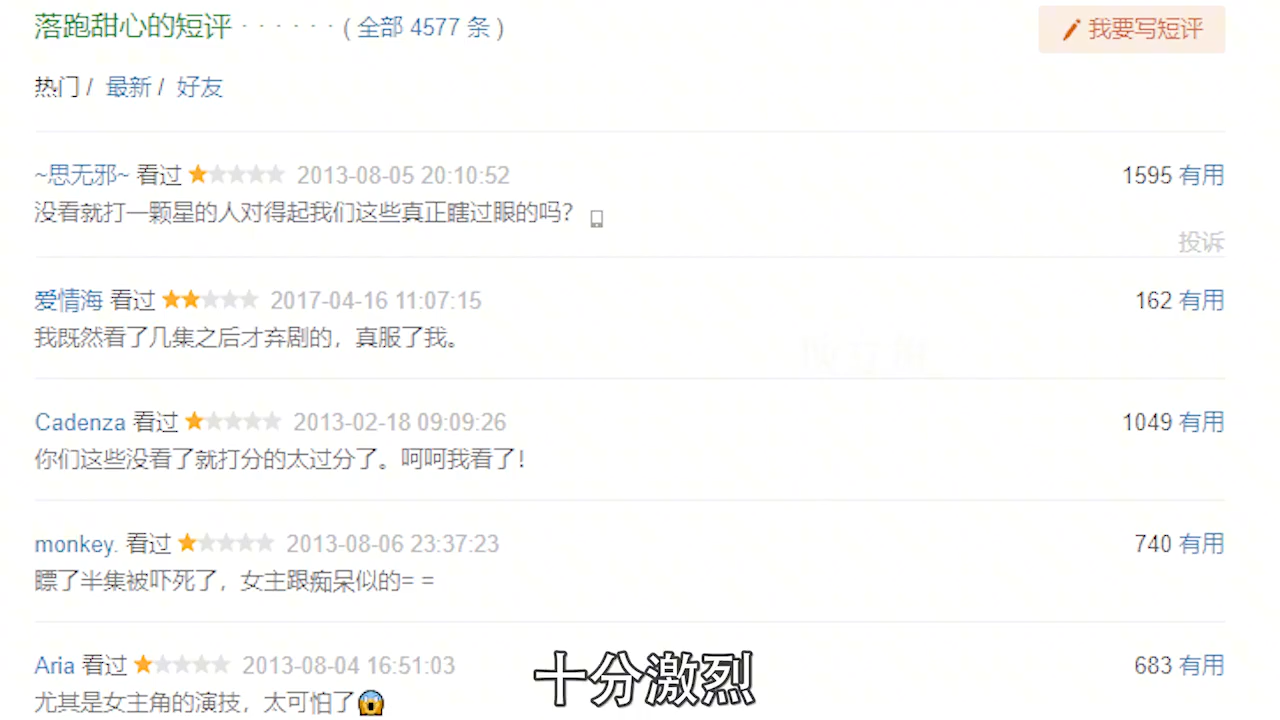 落跑甜心的短评 · · · · · · ( 全部 4577 条 )
我要写短评
热门 / 最新 / 好友
~思无邪~ 看过 2013-08-05 20:10:52 1595 有用
没看就打一颗星的人对得起我们这些真正瞎过眼的吗？
投诉
爱情海 看过 2017-04-16 11:07:15 162 有用
我既然看了几集之后才弃剧的，真服了我。
Cadenza 看过 2013-02-18 09:09:26 1049 有用
你们这些没看了就打分的太过分了。呵呵我看了！
monkey. 看过 2013-08-06 23:37:23 740 有用
瞟了半集被吓死了，女主跟痴呆似的= =
Aria 看过 2013-08-04 16:51:03 683 有用
尤其是女主角的演技，太可怕了😱
十分激烈